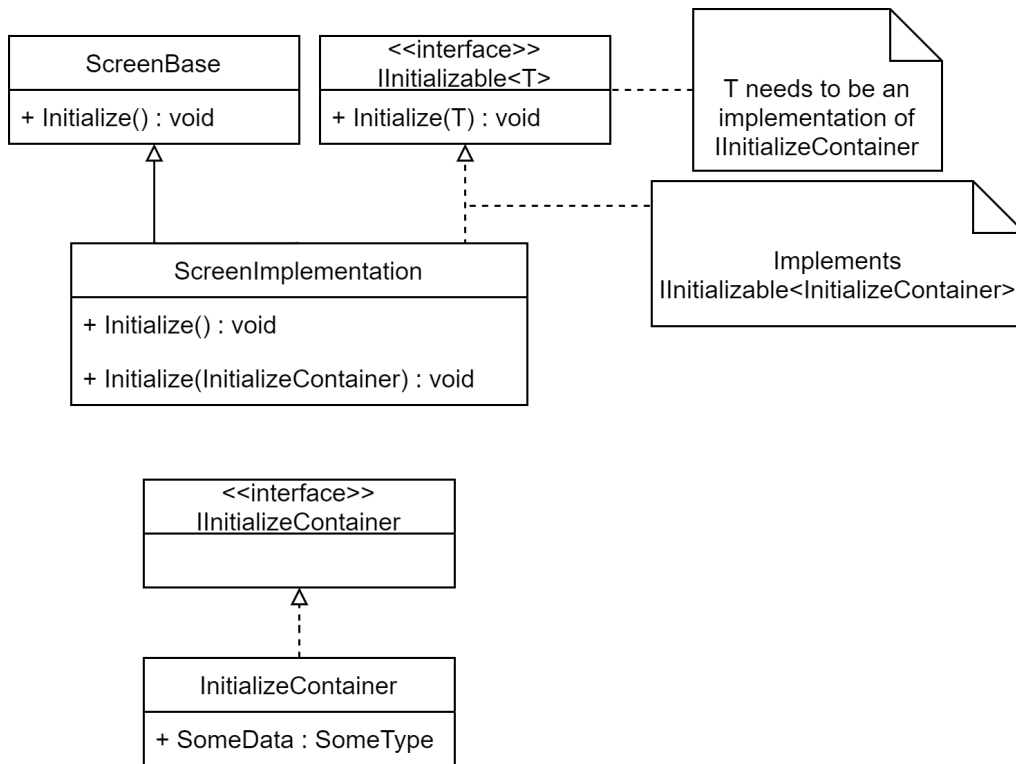 ScreenBase
+ Initialize() : void
<<interface>>
IInitializable<T>
+ Initialize(T) : void
T needs to be an
implementation of
IInitializeContainer
Implements
IInitializable<InitializeContainer>
ScreenImplementation
+ Initialize() : void
+ Initialize(InitializeContainer) : void
<<interface>>
IInitializeContainer
InitializeContainer
+ SomeData : SomeType